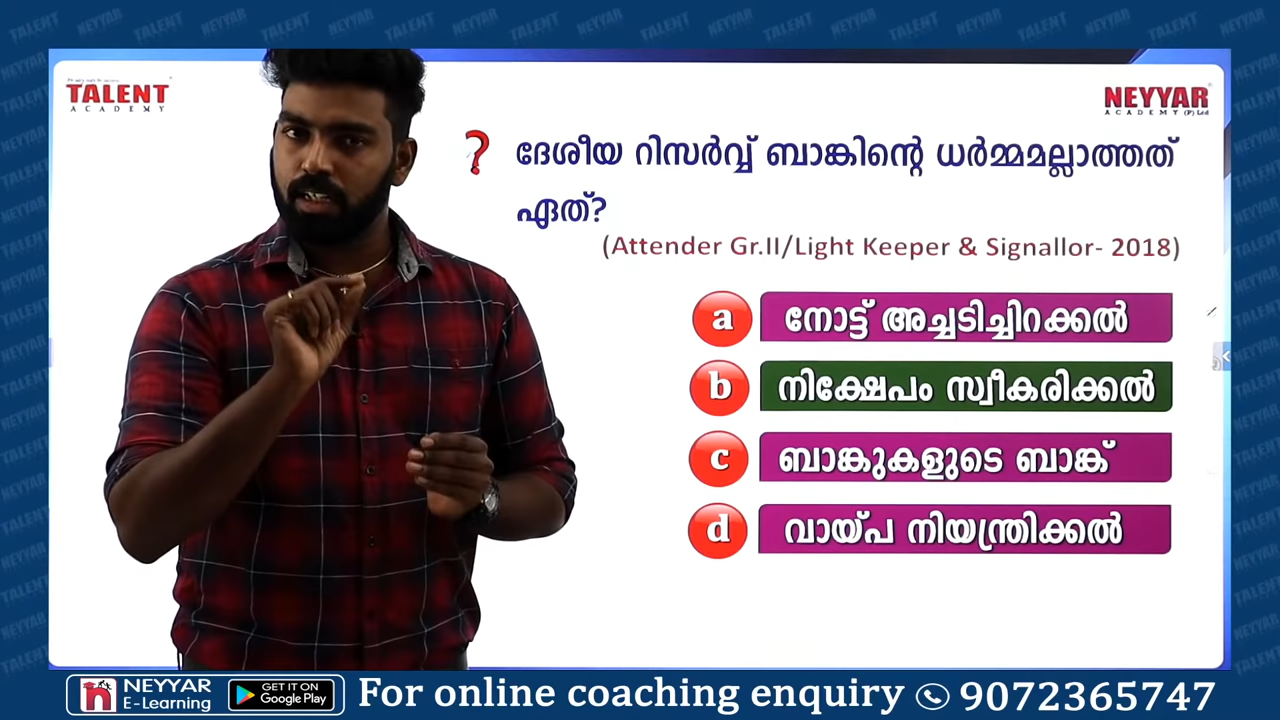 TALENT
ACADEMY
NEYYAR
ACADEMY (P) Ltd
? ദേശീയ റിസർവ്വ് ബാങ്കിന്റെ ധർമ്മമല്ലാത്തത്
ഏത്?
(Attender Gr.II/Light Keeper & Signallor- 2018)
a നോട്ട് അച്ചടിച്ചിറക്കൽ
b നിക്ഷേപം സ്വീകരിക്കൽ
c ബാങ്കുകളുടെ ബാങ്ക്
d വായ്പ നിയന്ത്രിക്കൽ
NEYYAR
E-Learning
GET IT ON
Google Play
For online coaching enquiry 9072365747